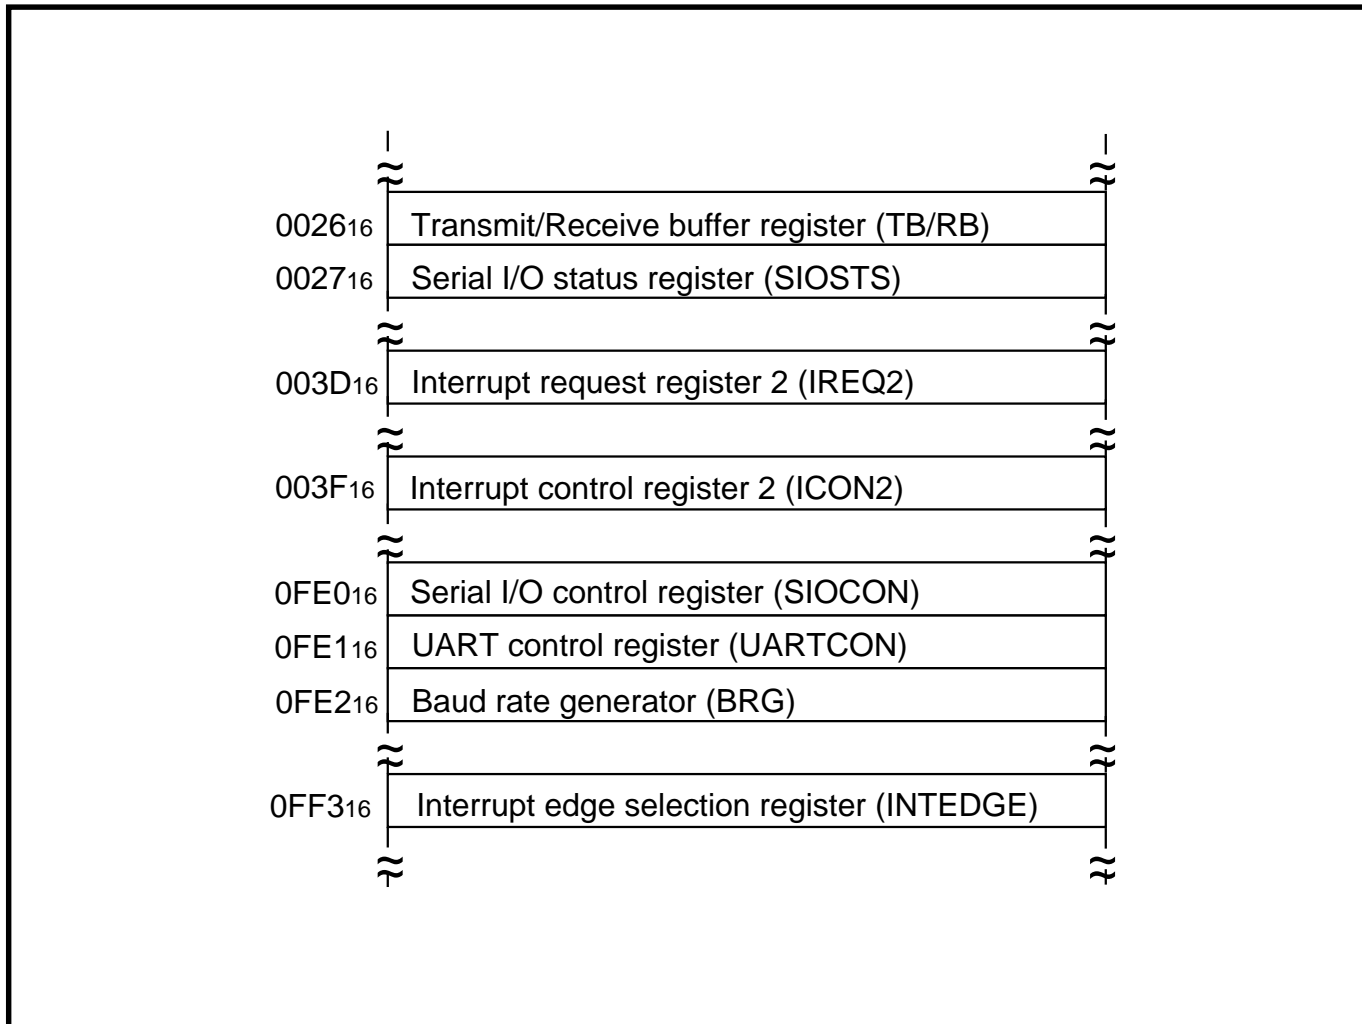 0026₁₆ Transmit/Receive buffer register (TB/RB)
0027₁₆ Serial I/O status register (SIOSTS)
003D₁₆ Interrupt request register 2 (IREQ2)
003F₁₆ Interrupt control register 2 (ICON2)
0FE0₁₆ Serial I/O control register (SIOCON)
0FE1₁₆ UART control register (UARTCON)
0FE2₁₆ Baud rate generator (BRG)
0FF3₁₆ Interrupt edge selection register (INTEDGE)